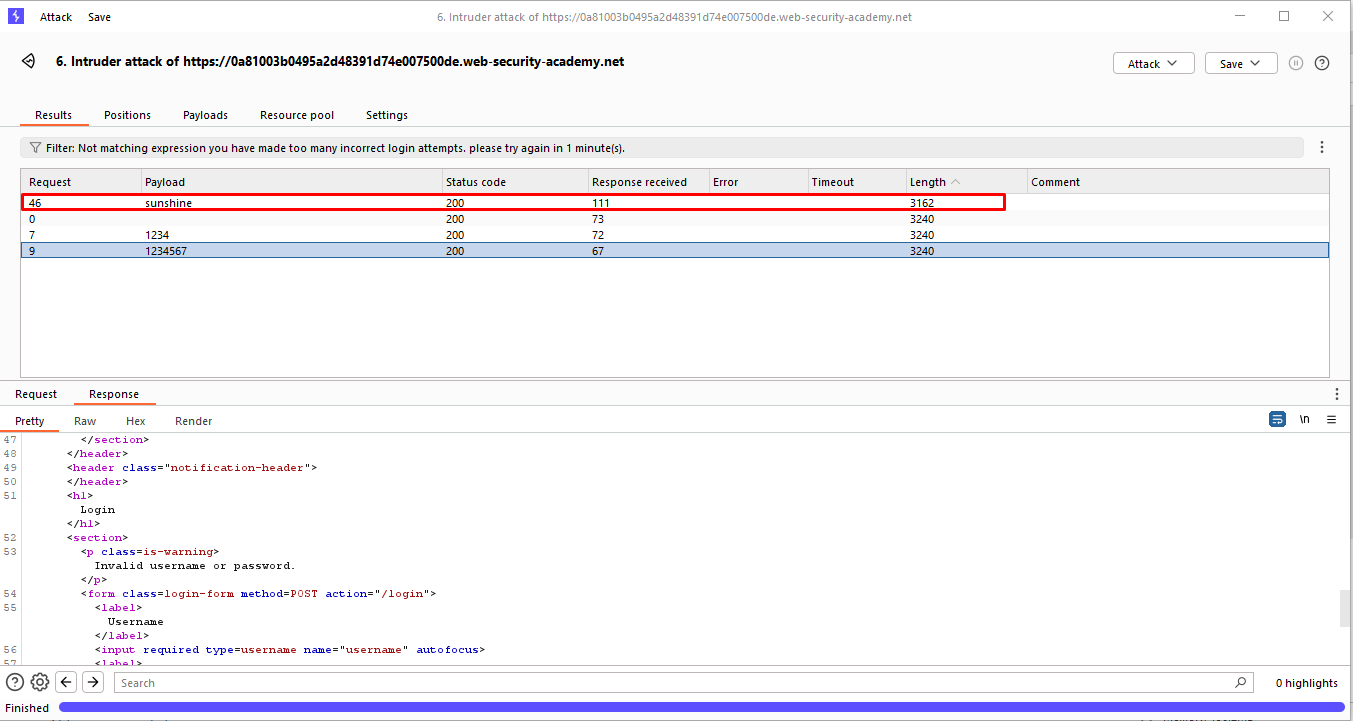 Attack Save 6. Intruder attack of https://0a81003b0495a2d48391d74e007500de.web-security-academy.net
6. Intruder attack of https://0a81003b0495a2d48391d74e007500de.web-security-academy.net Attack Save
Results Positions Payloads Resource pool Settings
Filter: Not matching expression you have made too many incorrect login attempts. please try again in 1 minute(s).
Request Payload Status code Response received Error Timeout Length Comment
46 sunshine 200 111 3162
0 200 73 3240
7 1234 200 72 3240
9 1234567 200 67 3240
Request Response
Pretty Raw Hex Render \n
47 </section>
48 </header>
49 <header class="notification-header">
50 </header>
51 <h1>
Login
</h1>
52 <section>
53 <p class=is-warning>
Invalid username or password.
</p>
54 <form class=login-form method=POST action="/login">
55 <label>
Username
</label>
56 <input required type=username name="username" autofocus>
57 <label>
Search 0 highlights
Finished